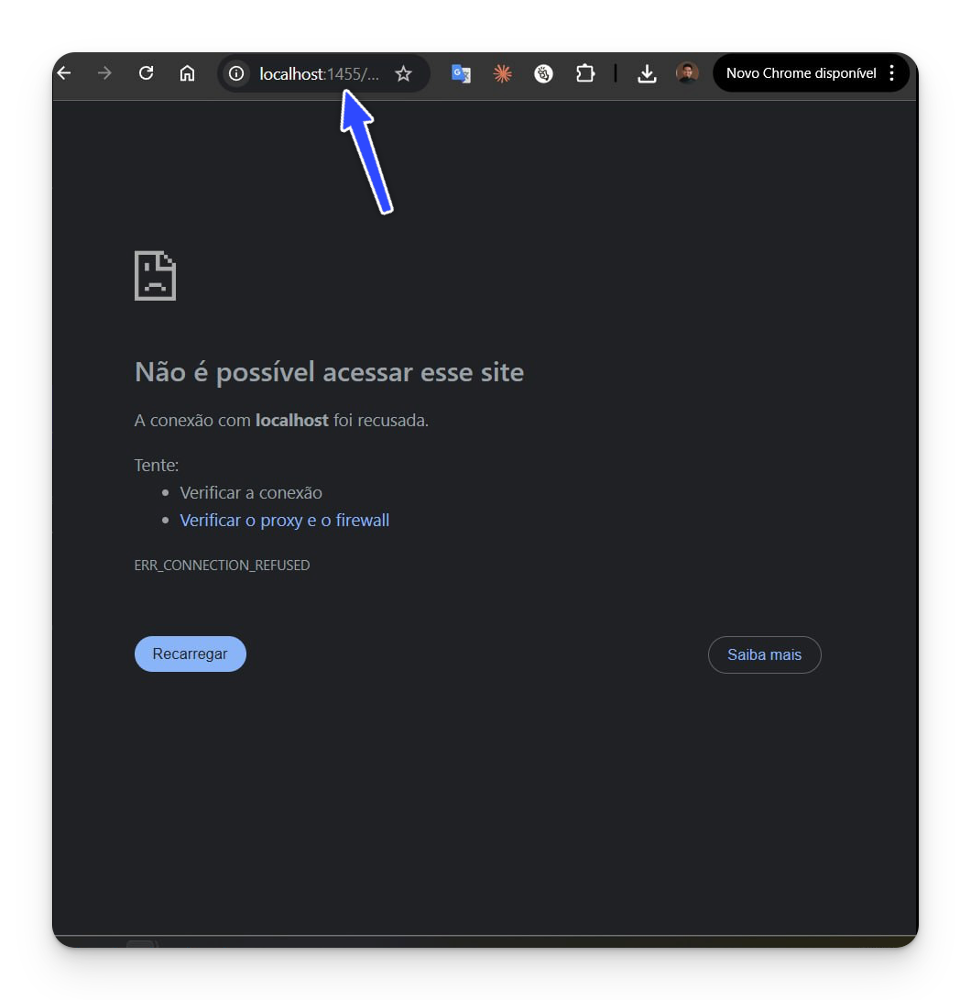 localhost:1455/...
Novo Chrome disponível
Não é possível acessar esse site
A conexão com localhost foi recusada.
Tente:
Verificar a conexão
Verificar o proxy e o firewall
ERR_CONNECTION_REFUSED
Recarregar
Saiba mais